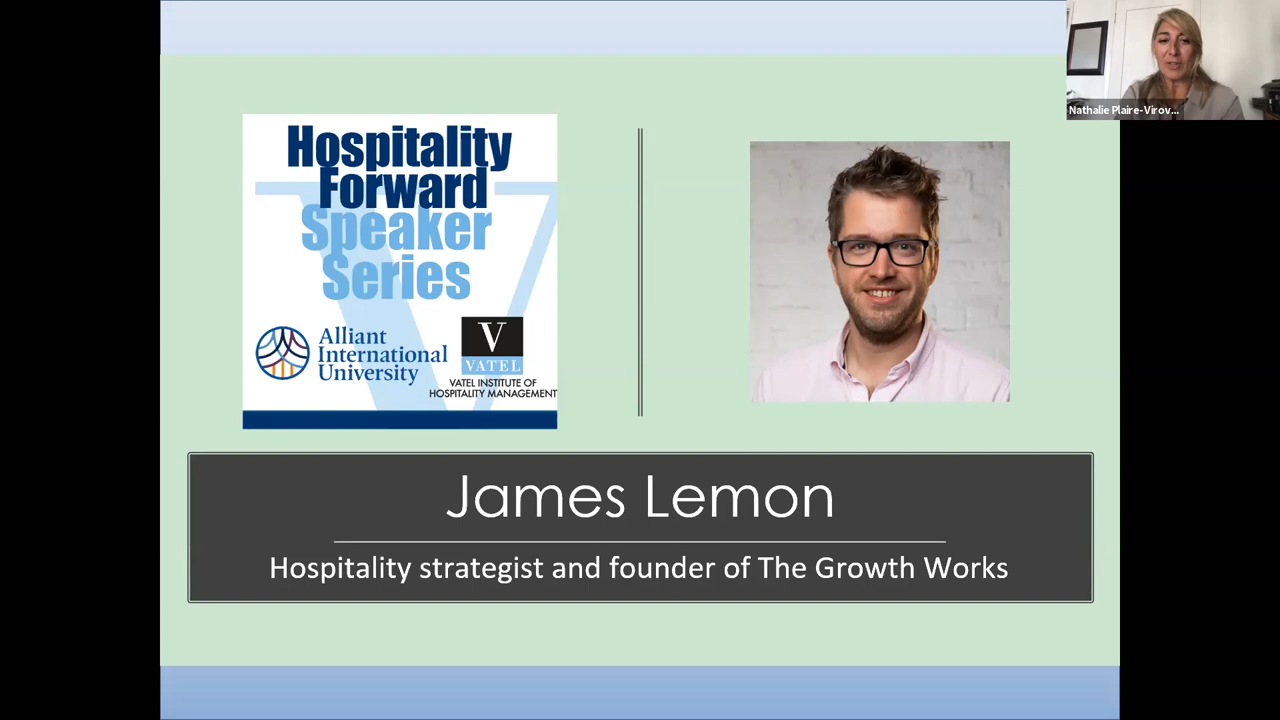 Hospitality
Forward
Speaker
Series
Alliant
International
University
V
VATEL
VATEL INSTITUTE OF
HOSPITALITY MANAGEMENT
Nathalie Plaire-Virov...
James Lemon
Hospitality strategist and founder of The Growth Works